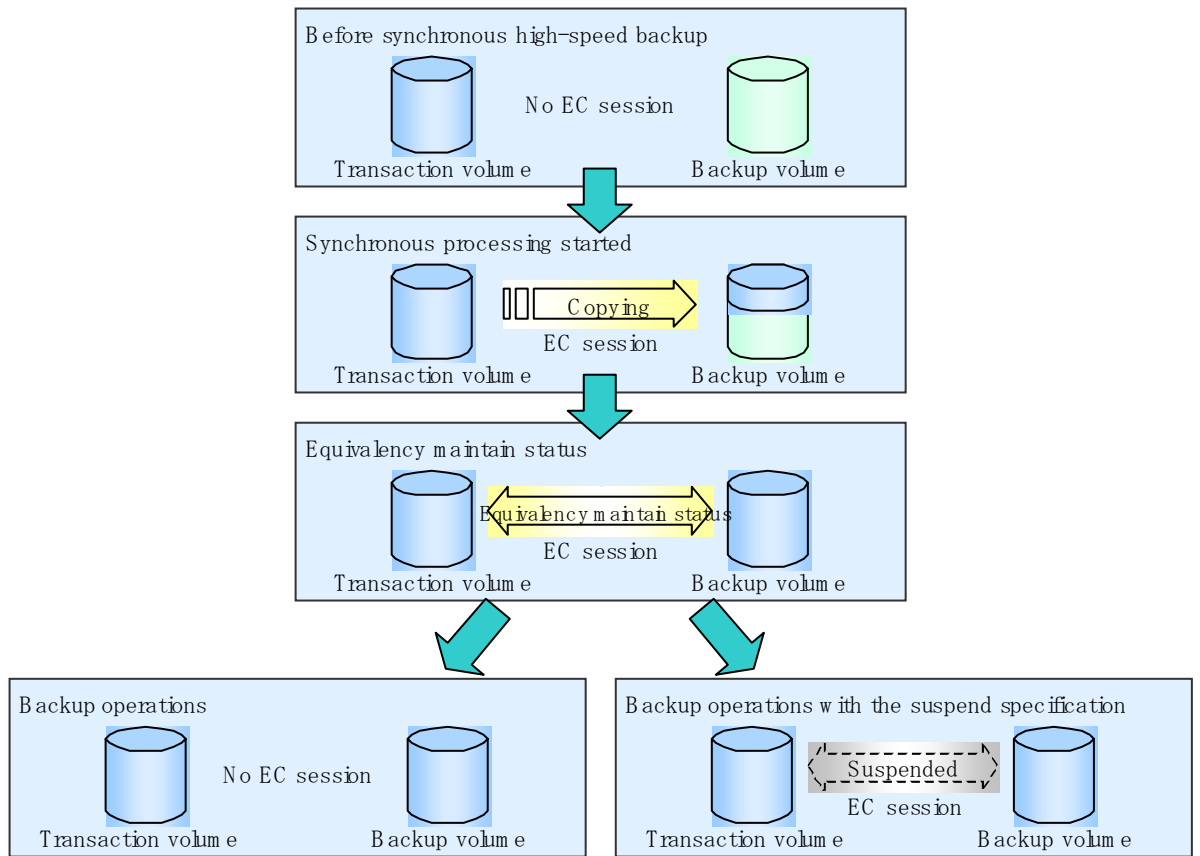 Before synchronous high-speed backup
No EC session
Transaction volume
Backup volume
Synchronous processing started
Copying
EC session
Transaction volume
Backup volume
Equivalency maintain status
Equivalency maintain status
EC session
Transaction volume
Backup volume
Backup operations
No EC session
Transaction volume
Backup volume
Backup operations with the suspend specification
Suspended
EC session
Transaction volume
Backup volume